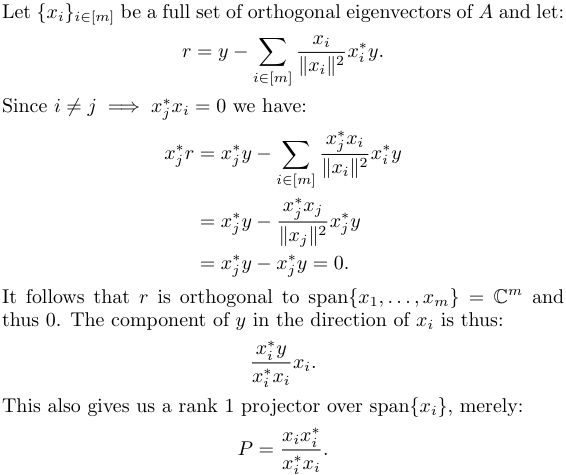 Let $\{x_i\}_{i\in[m]}$ be a full set of orthogonal eigenvectors of $A$ and let:
$$r = y - \sum_{i\in[m]} \frac{x_i}{\|x_i\|^2} x_i^* y.$$
Since $i \neq j \implies x_j^* x_i = 0$ we have:
$$x_j^* r = x_j^* y - \sum_{i\in[m]} \frac{x_j^* x_i}{\|x_i\|^2} x_i^* y$$
$$= x_j^* y - \frac{x_j^* x_j}{\|x_j\|^2} x_j^* y$$
$$= x_j^* y - x_j^* y = 0.$$
It follows that $r$ is orthogonal to $\text{span}\{x_1, \ldots, x_m\} = \mathbb{C}^m$ and
thus 0. The component of $y$ in the direction of $x_i$ is thus:
$$\frac{x_i^* y}{x_i^* x_i} x_i.$$
This also gives us a rank 1 projector over $\text{span}\{x_i\}$, merely:
$$P = \frac{x_i x_i^*}{x_i^* x_i}.$$